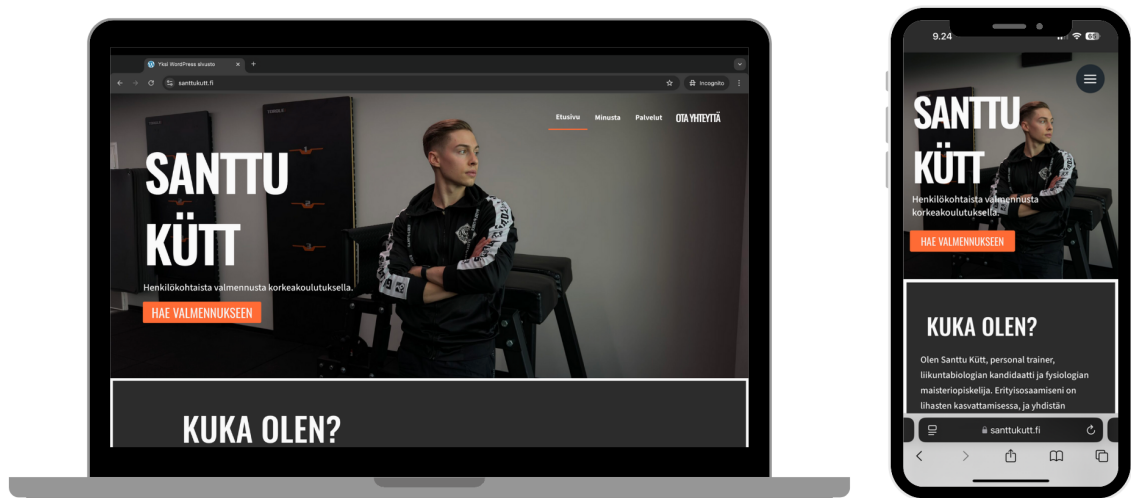 Yksi WordPress sivusto
santtukutt.fi
Incognito
Etusivu Minusta Palvelut OTA YHTEYTTÄ
SANTTU
KÜTT
Henkilökohtaista valmennusta korkeakoulutuksella.
HAE VALMENNUKSEEN
KUKA OLEN?
9.24
66
SANTTU
KÜTT
Henkilökohtaista valmennusta
korkeakoulutuksella.
HAE VALMENNUKSEEN
KUKA OLEN?
Olen Santtu Kütt, personal trainer,
liikuntabiologian kandidaatti ja fysiologian
maisteriopiskelija. Erityisosaamiseni on
lihasten kasvattamisessa, ja yhdistän
santtukutt.fi